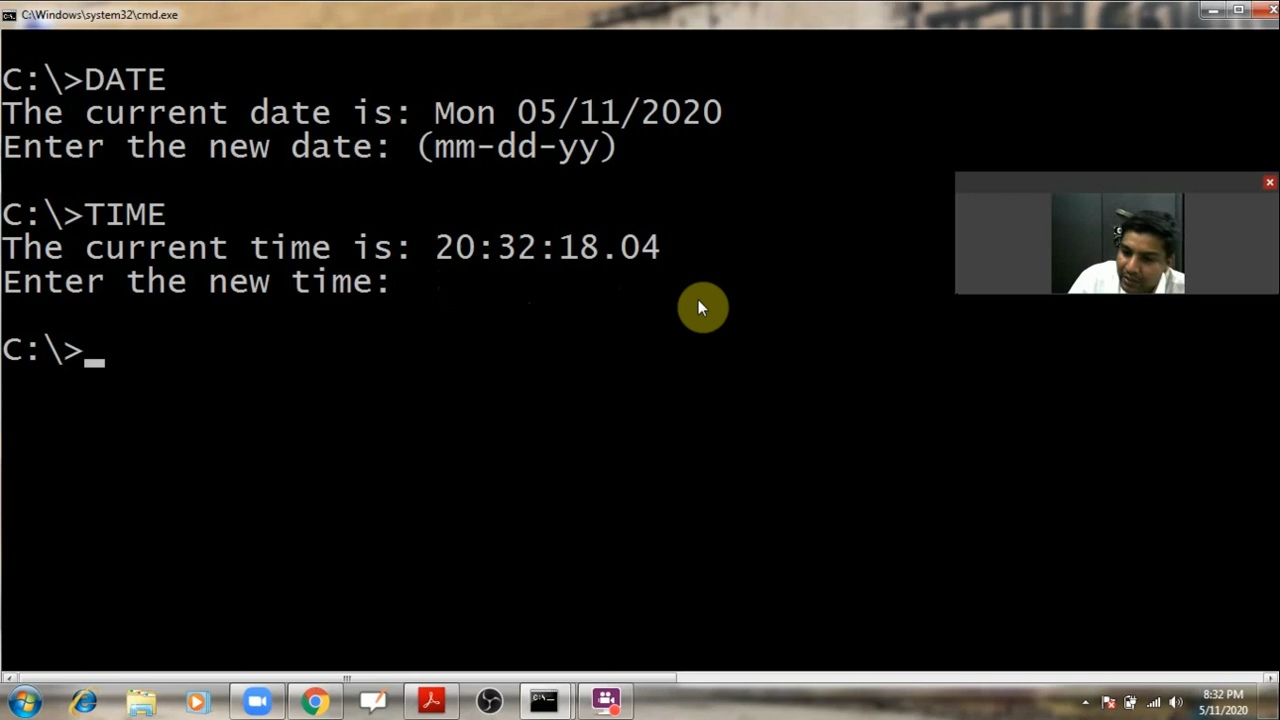 C:\Windows\system32\cmd.exe
C:\>DATE
The current date is: Mon 05/11/2020
Enter the new date: (mm-dd-yy)
C:\>TIME
The current time is: 20:32:18.04
Enter the new time:
C:\>_
8:32 PM
5/11/2020